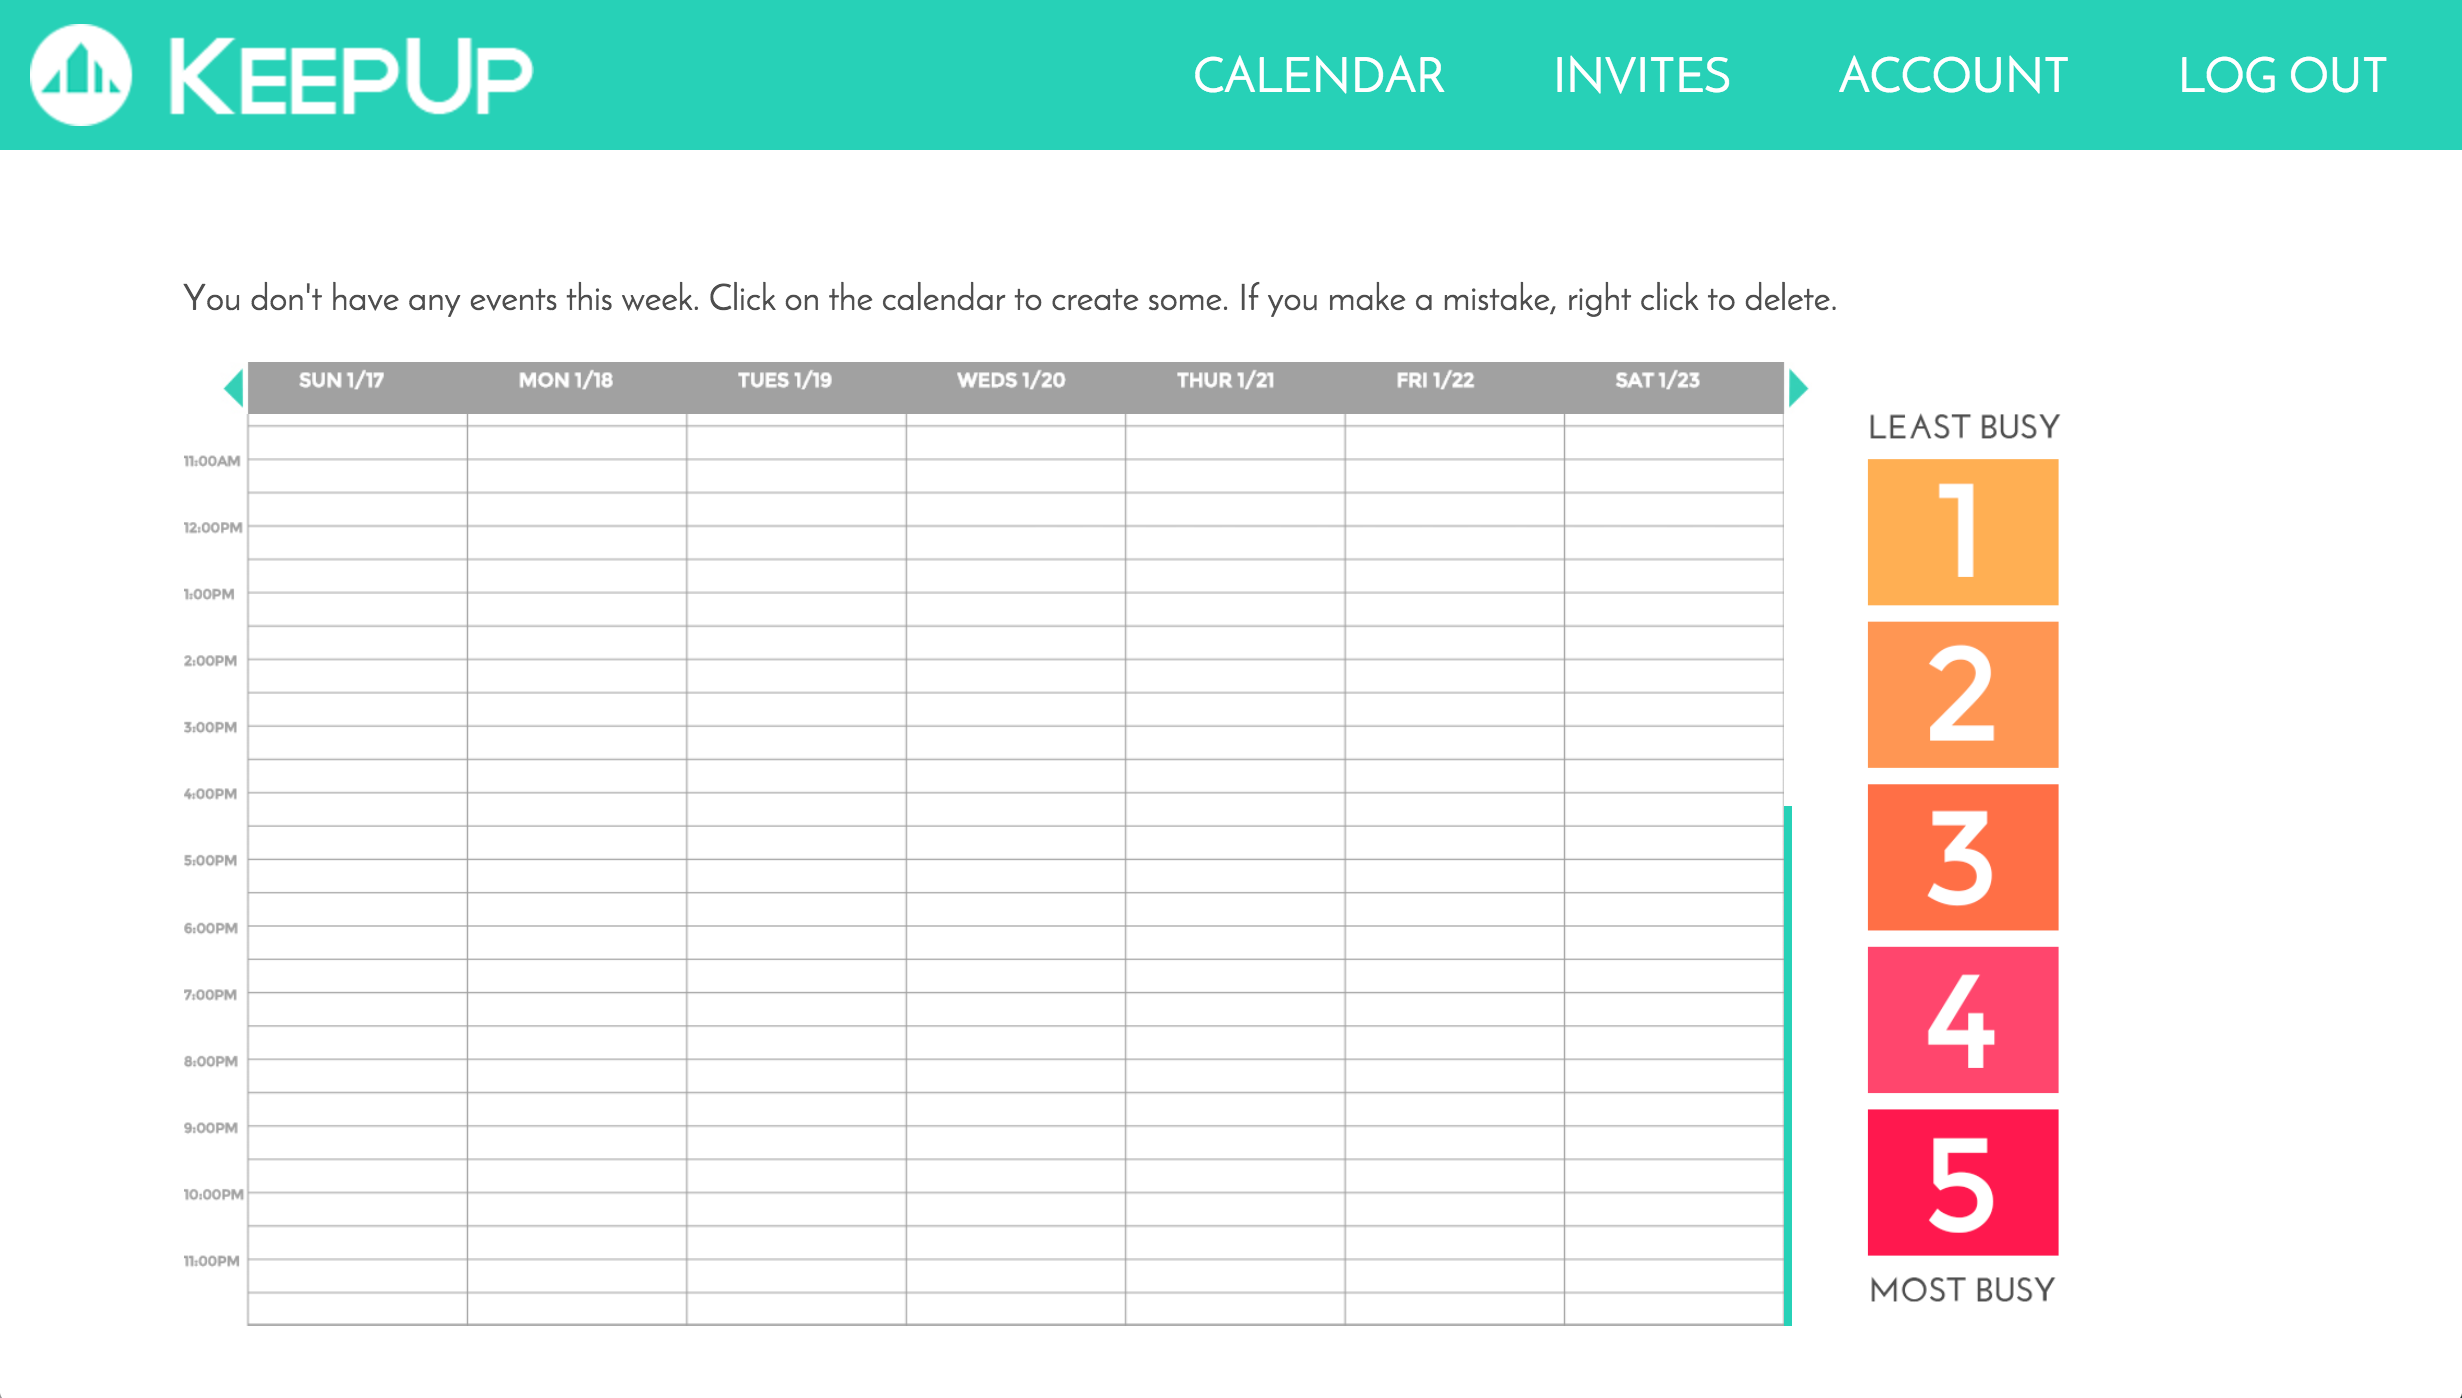 KEEPUP
CALENDAR INVITES ACCOUNT LOG OUT
You don't have any events this week. Click on the calendar to create some. If you make a mistake, right click to delete.
SUN 1/17 MON 1/18 TUES 1/19 WEDS 1/20 THUR 1/21 FRI 1/22 SAT 1/23
11:00AM
12:00PM
1:00PM
2:00PM
3:00PM
4:00PM
5:00PM
6:00PM
7:00PM
8:00PM
9:00PM
10:00PM
11:00PM
LEAST BUSY
1
2
3
4
5
MOST BUSY